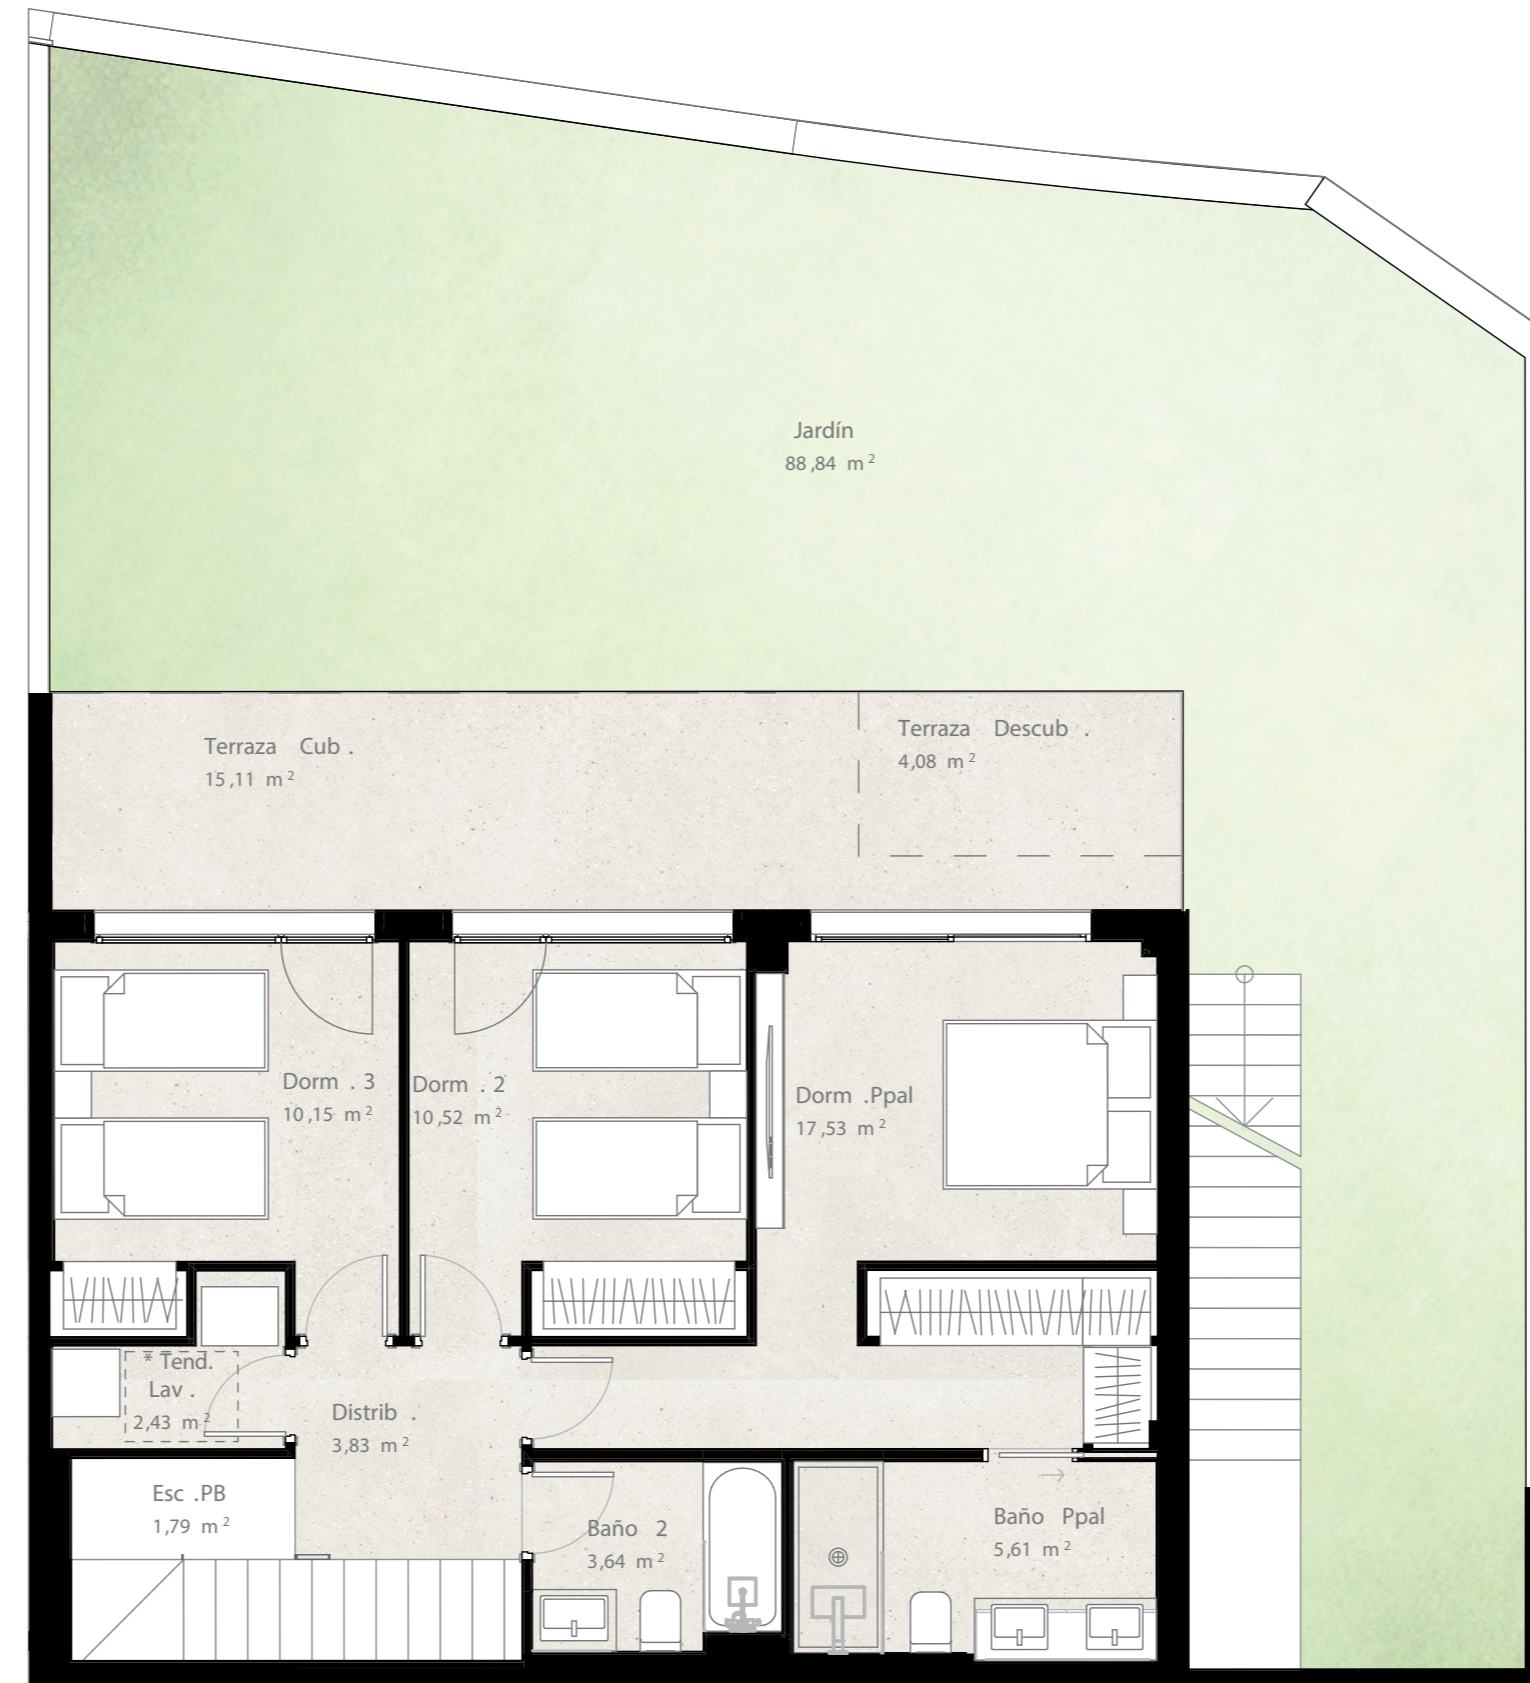 Jardín
88,84 m²
Terraza Cub.
15,11 m²
Terraza Descub.
4,08 m²
Dorm. 3
10,15 m²
Dorm. 2
10,52 m²
Dorm. Ppal
17,53 m²
* Tend.
Lav.
2,43 m²
Distrib.
3,83 m²
Esc. PB
1,79 m²
Baño 2
3,64 m²
Baño Ppal
5,61 m²